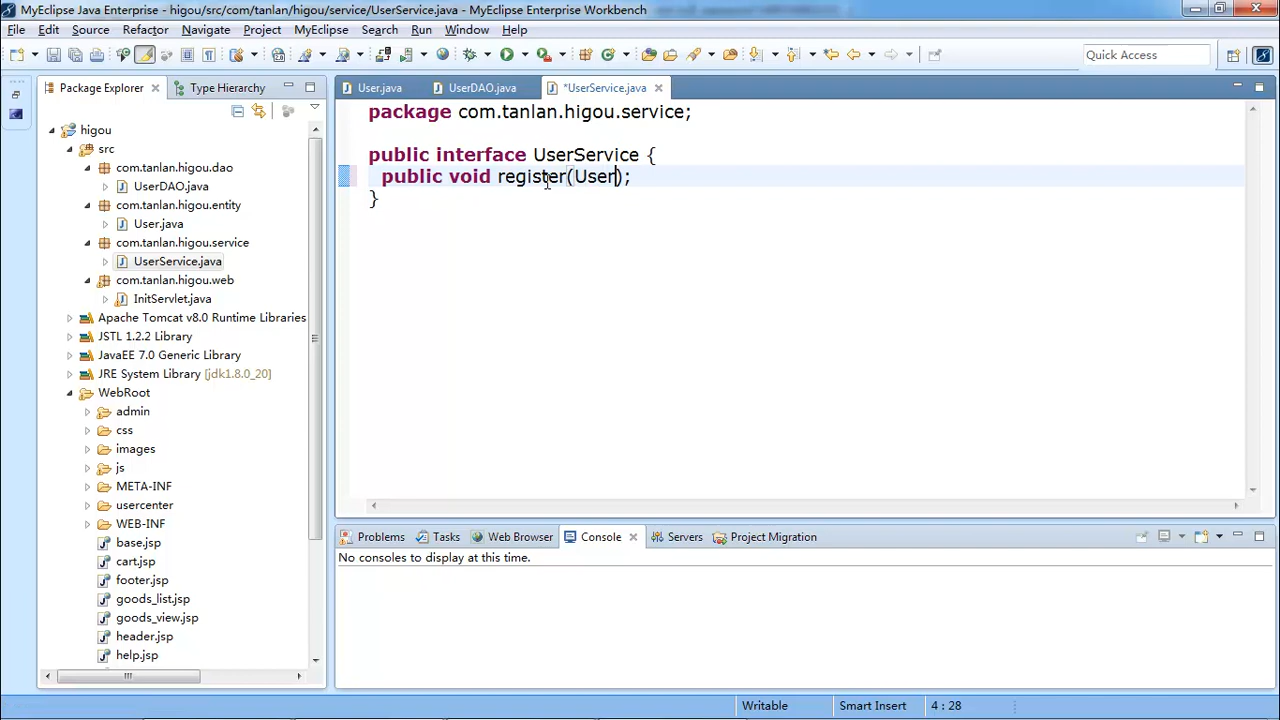 MyEclipse Java Enterprise - higou/src/com/tanlan/higou/service/UserService.java - MyEclipse Enterprise Workbench
File Edit Source Refactor Navigate Project MyEclipse Search Run Window Help
Quick Access
Package Explorer
Type Hierarchy
higou
src
com.tanlan.higou.dao
UserDAO.java
com.tanlan.higou.entity
User.java
com.tanlan.higou.service
UserService.java
com.tanlan.higou.web
InitServlet.java
Apache Tomcat v8.0 Runtime Libraries
JSTL 1.2.2 Library
JavaEE 7.0 Generic Library
JRE System Library [jdk1.8.0_20]
WebRoot
admin
css
images
js
META-INF
usercenter
WEB-INF
base.jsp
cart.jsp
footer.jsp
goods_list.jsp
goods_view.jsp
header.jsp
help.jsp
User.java UserDAO.java *UserService.java
package com.tanlan.higou.service;
public interface UserService {
public void register(User);
}
Problems Tasks Web Browser Console Servers Project Migration
No consoles to display at this time.
Writable Smart Insert 4 : 28